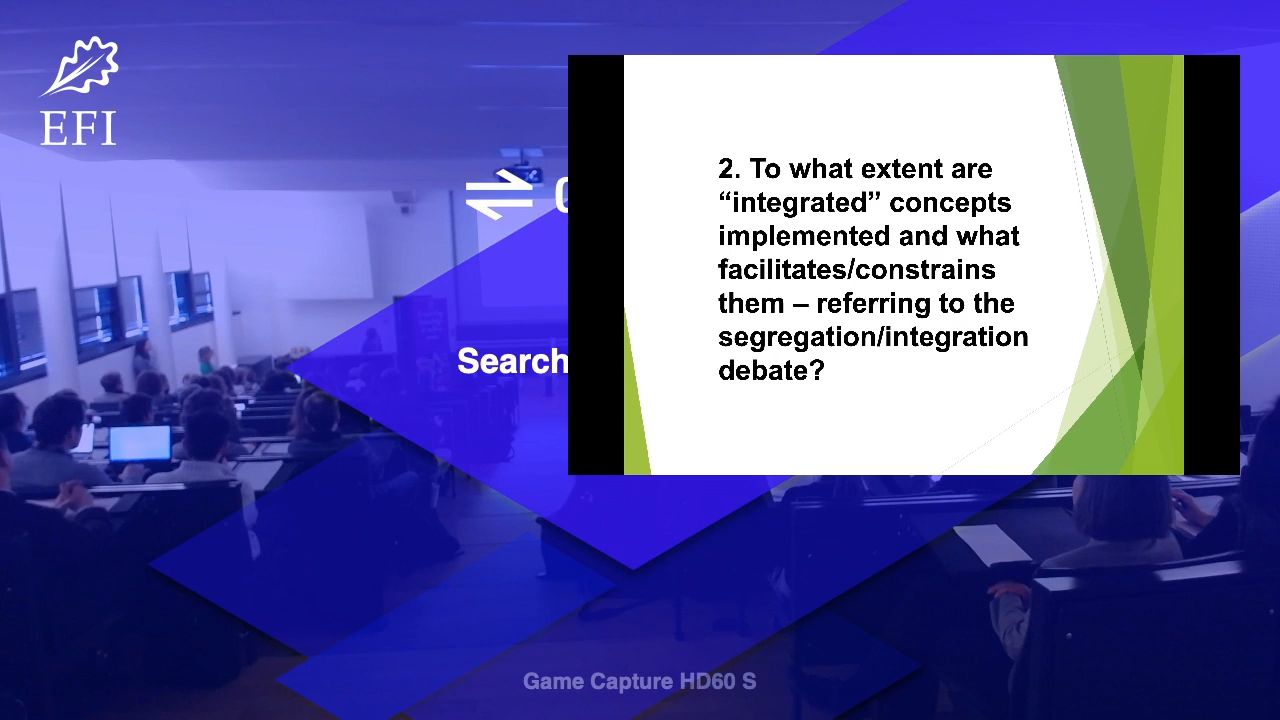 EFI
2. To what extent are
“integrated” concepts
implemented and what
facilitates/constrains
them – referring to the
segregation/integration
debate?
Search
Game Capture HD60 S